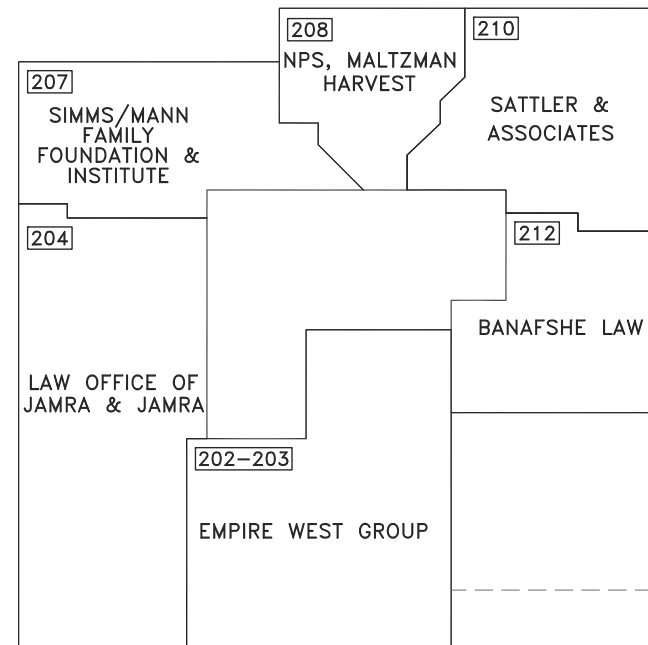 208
NPS, MALTZMAN
HARVEST
210
SATTLER &
ASSOCIATES
207
SIMMS/MANN
FAMILY
FOUNDATION &
INSTITUTE
204
LAW OFFICE OF
JAMRA & JAMRA
212
BANAFSHE LAW
202-203
EMPIRE WEST GROUP